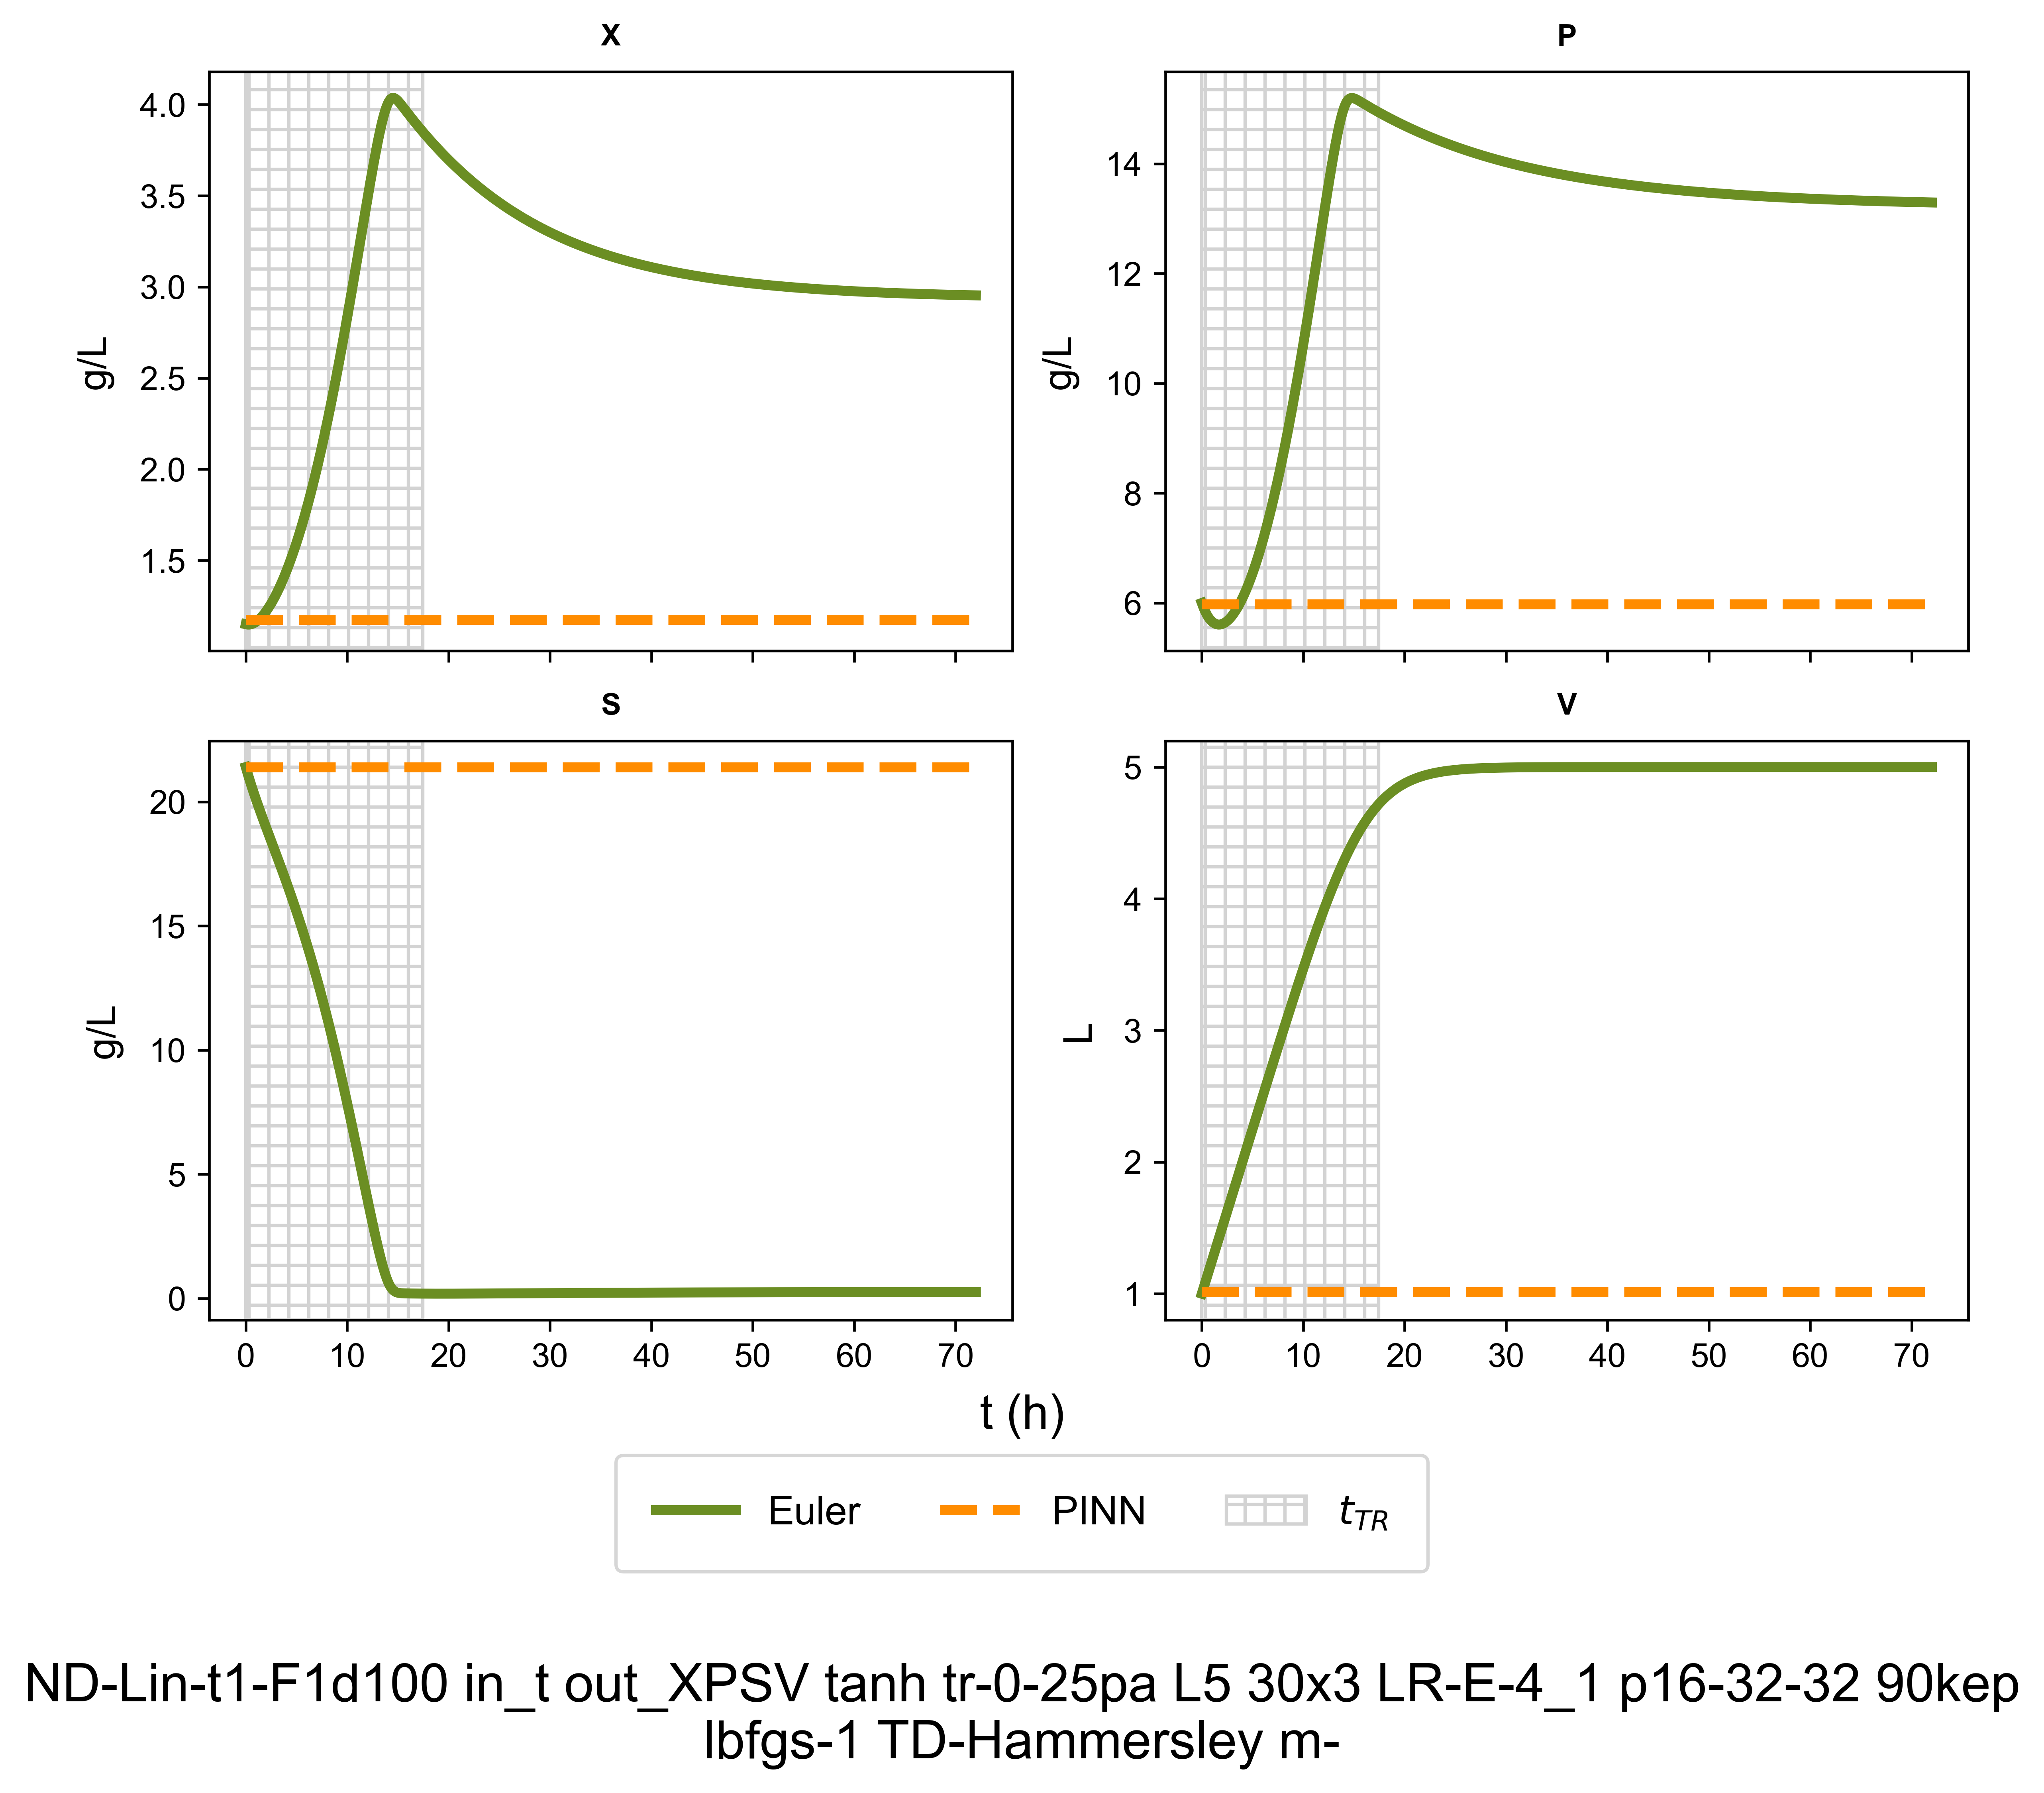 X
P
4.0
3.5
3.0
2.5
2.0
1.5
g/L
14
12
10
8
6
g/L
S
V
20
15
10
5
0
g/L
5
4
3
2
1
L
0 10 20 30 40 50 60 70
0 10 20 30 40 50 60 70
t (h)
Euler PINN t_TR
ND-Lin-t1-F1d100 in_t out_XPSV tanh tr-0-25pa L5 30x3 LR-E-4_1 p16-32-32 90kep
lbfgs-1 TD-Hammersley m-